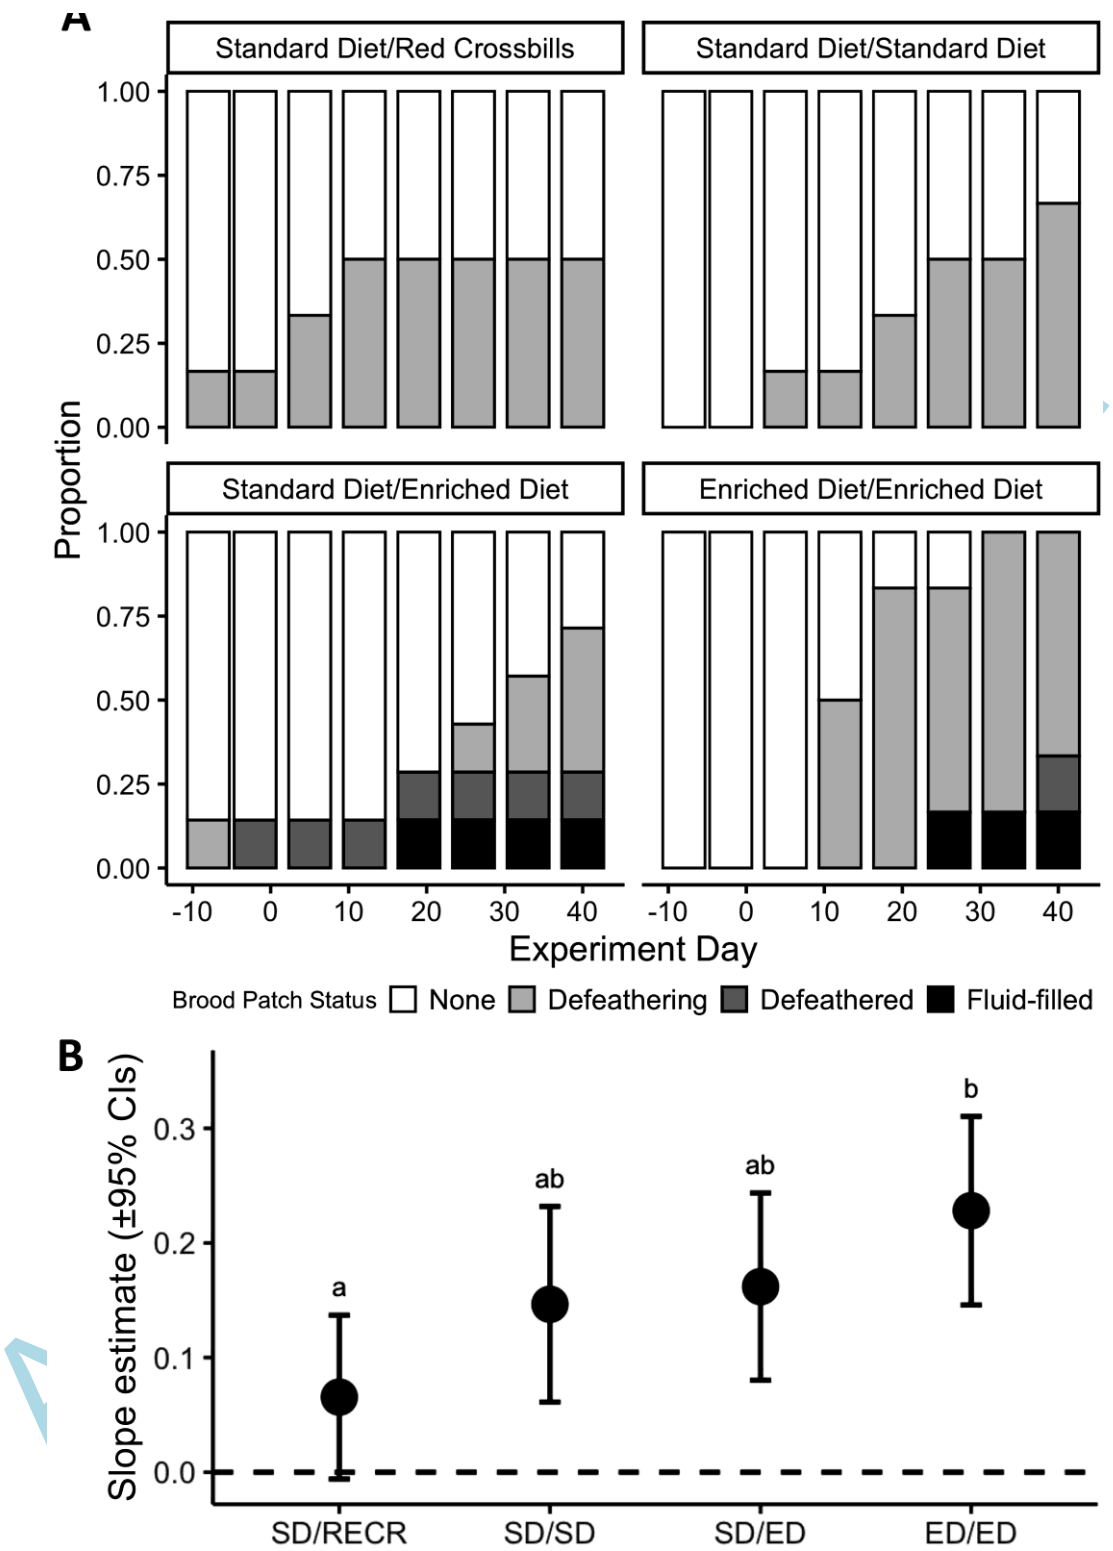 A
Standard Diet/Red Crossbills
Standard Diet/Standard Diet
1.00
0.75
0.50
0.25
0.00
Proportion
Standard Diet/Enriched Diet
Enriched Diet/Enriched Diet
1.00
0.75
0.50
0.25
0.00
-10 0 10 20 30 40
-10 0 10 20 30 40
Experiment Day
Brood Patch Status None Defeathering Defeathered Fluid-filled
B
Slope estimate (±95% CIs)
0.3
0.2
0.1
0.0
a
ab
ab
b
SD/RECR SD/SD SD/ED ED/ED